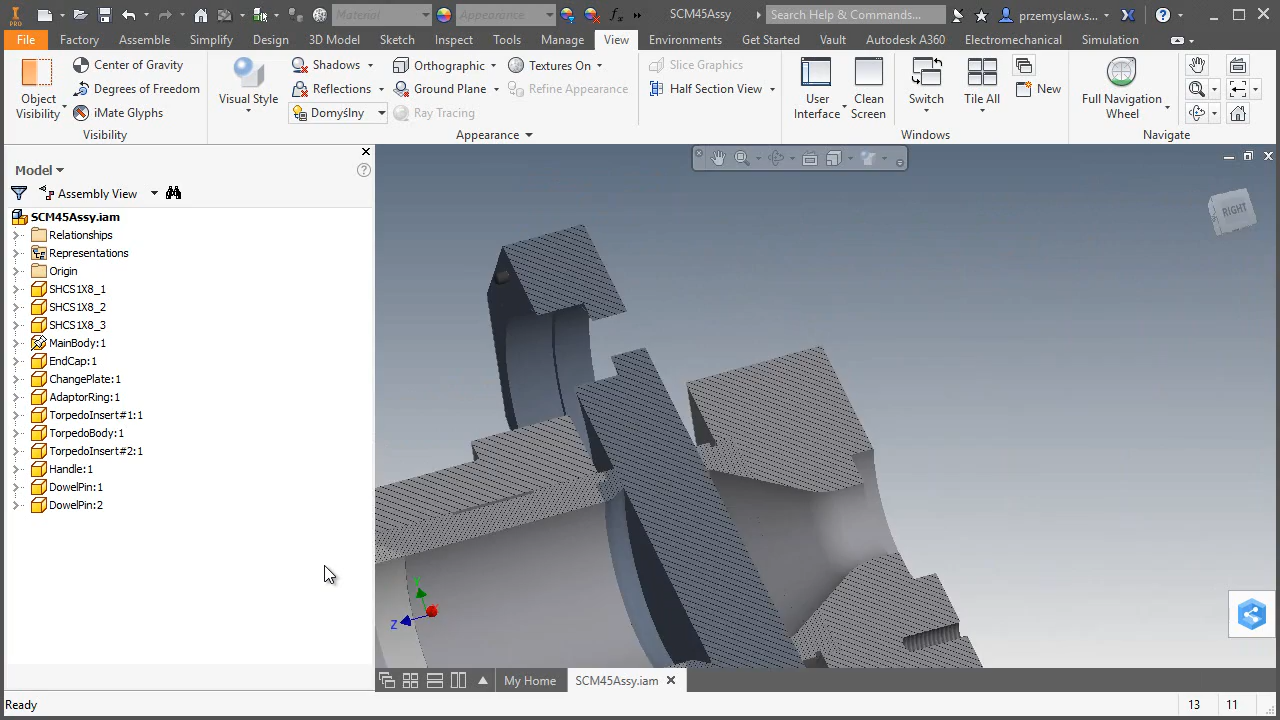 PRO
Material
Appearance
SCM45Assy
Search Help & Commands...
przemyslaw.s...
File
Factory
Assemble
Simplify
Design
3D Model
Sketch
Inspect
Tools
Manage
View
Environments
Get Started
Vault
Autodesk A360
Electromechanical
Simulation
Object
Visibility
Center of Gravity
Degrees of Freedom
iMate Glyphs
Visibility
Visual Style
Shadows
Reflections
Domyślny
Orthographic
Ground Plane
Ray Tracing
Textures On
Refine Appearance
Appearance
Slice Graphics
Half Section View
User
Interface
Clean
Screen
Switch
Tile All
New
Windows
Full Navigation
Wheel
Navigate
Model
Assembly View
SCM45Assy.iam
Relationships
Representations
Origin
SHCS1X8_1
SHCS1X8_2
SHCS1X8_3
MainBody:1
EndCap:1
ChangePlate:1
AdaptorRing:1
TorpedoInsert#1:1
TorpedoBody:1
TorpedoInsert#2:1
Handle:1
DowelPin:1
DowelPin:2
RIGHT
Y
Z
My Home
SCM45Assy.iam
Ready
13
11